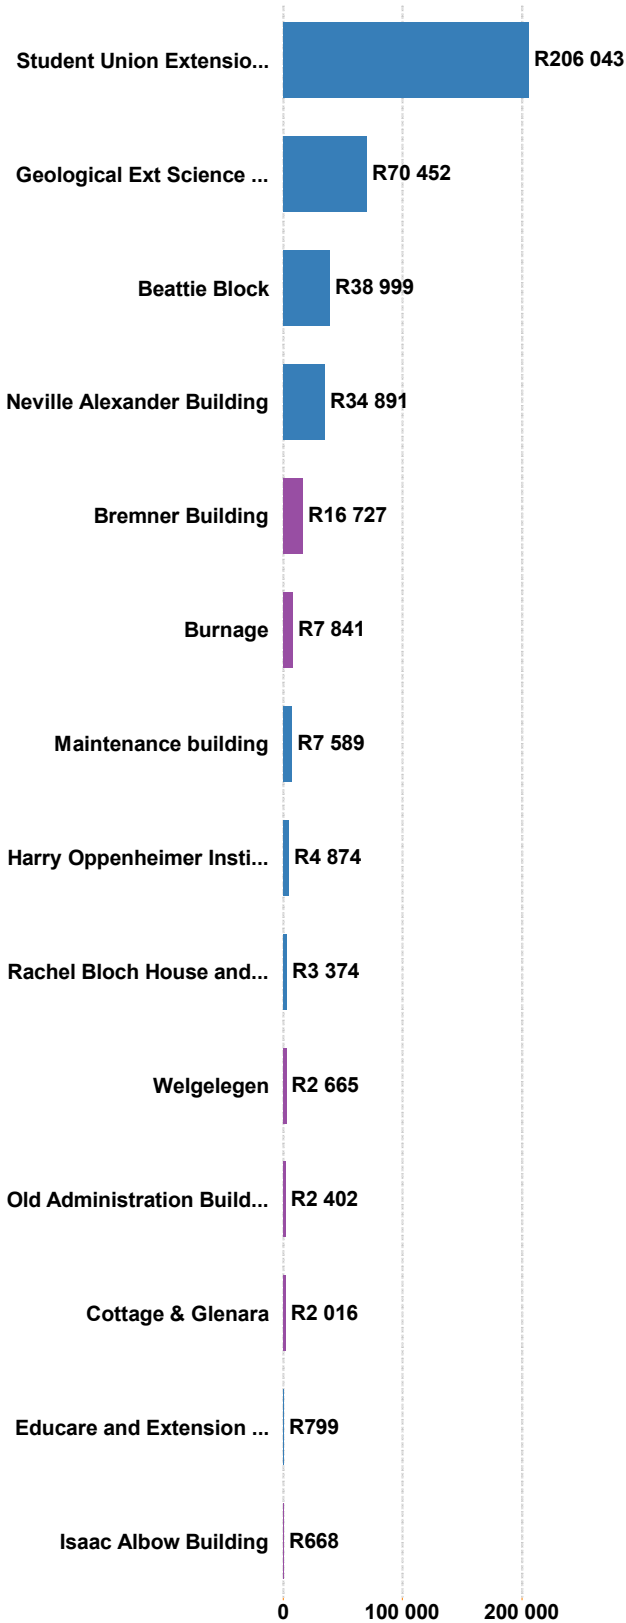 Student Union Extensio... R206 043
Geological Ext Science ... R70 452
Beattie Block R38 999
Neville Alexander Building R34 891
Bremner Building R16 727
Burnage R7 841
Maintenance building R7 589
Harry Oppenheimer Insti... R4 874
Rachel Bloch House and... R3 374
Welgelegen R2 665
Old Administration Build... R2 402
Cottage & Glenara R2 016
Educare and Extension ... R799
Isaac Albow Building R668
0 100 000 200 000